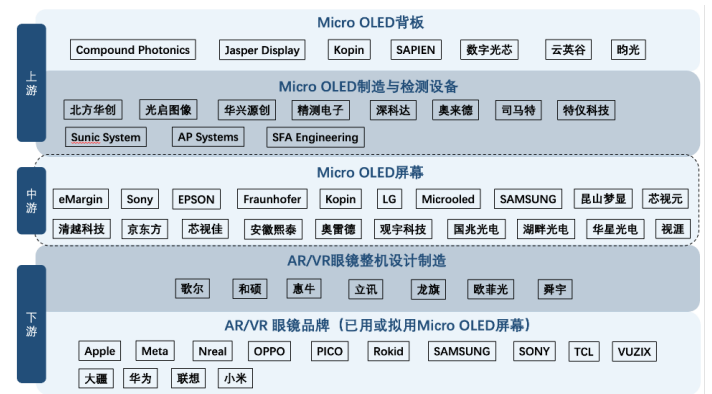 上游
Micro OLED背板
Compound Photonics Jasper Display Kopin SAPIEN 数字光芯 云英谷 昀光
Micro OLED制造与检测设备
北方华创 光启图像 华兴源创 精测电子 深科达 奥来德 司马特 特仪科技
Sunic System AP Systems SFA Engineering
中游
Micro OLED屏幕
eMargin Sony EPSON Fraunhofer Kopin LG Microoled SAMSUNG 昆山梦显 芯视元
清越科技 京东方 芯视佳 安徽熙泰 奥雷德 观宇科技 国兆光电 湖畔光电 华星光电 视涯
下游
AR/VR眼镜整机设计制造
歌尔 和硕 惠牛 立讯 龙旗 欧菲光 舜宇
AR/VR 眼镜品牌（已用或拟用Micro OLED屏幕）
Apple Meta Nreal OPPO PICO Rokid SAMSUNG SONY TCL VUZIX
大疆 华为 联想 小米